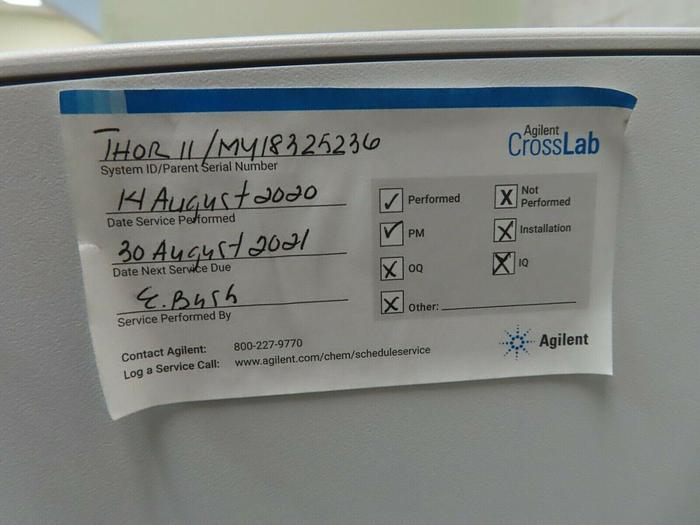 THOR II/MY18325236
System ID/Parent Serial Number
14 August 2020
Date Service Performed
30 August 2021
Date Next Service Due
E. Bush
Service Performed By
Contact Agilent: 800-227-9770
Log a Service Call: www.agilent.com/chem/scheduleservice
Agilent
CrossLab
✓ Performed
X Not
Performed
✓ PM
X Installation
X OQ
X IQ
X Other:
Agilent